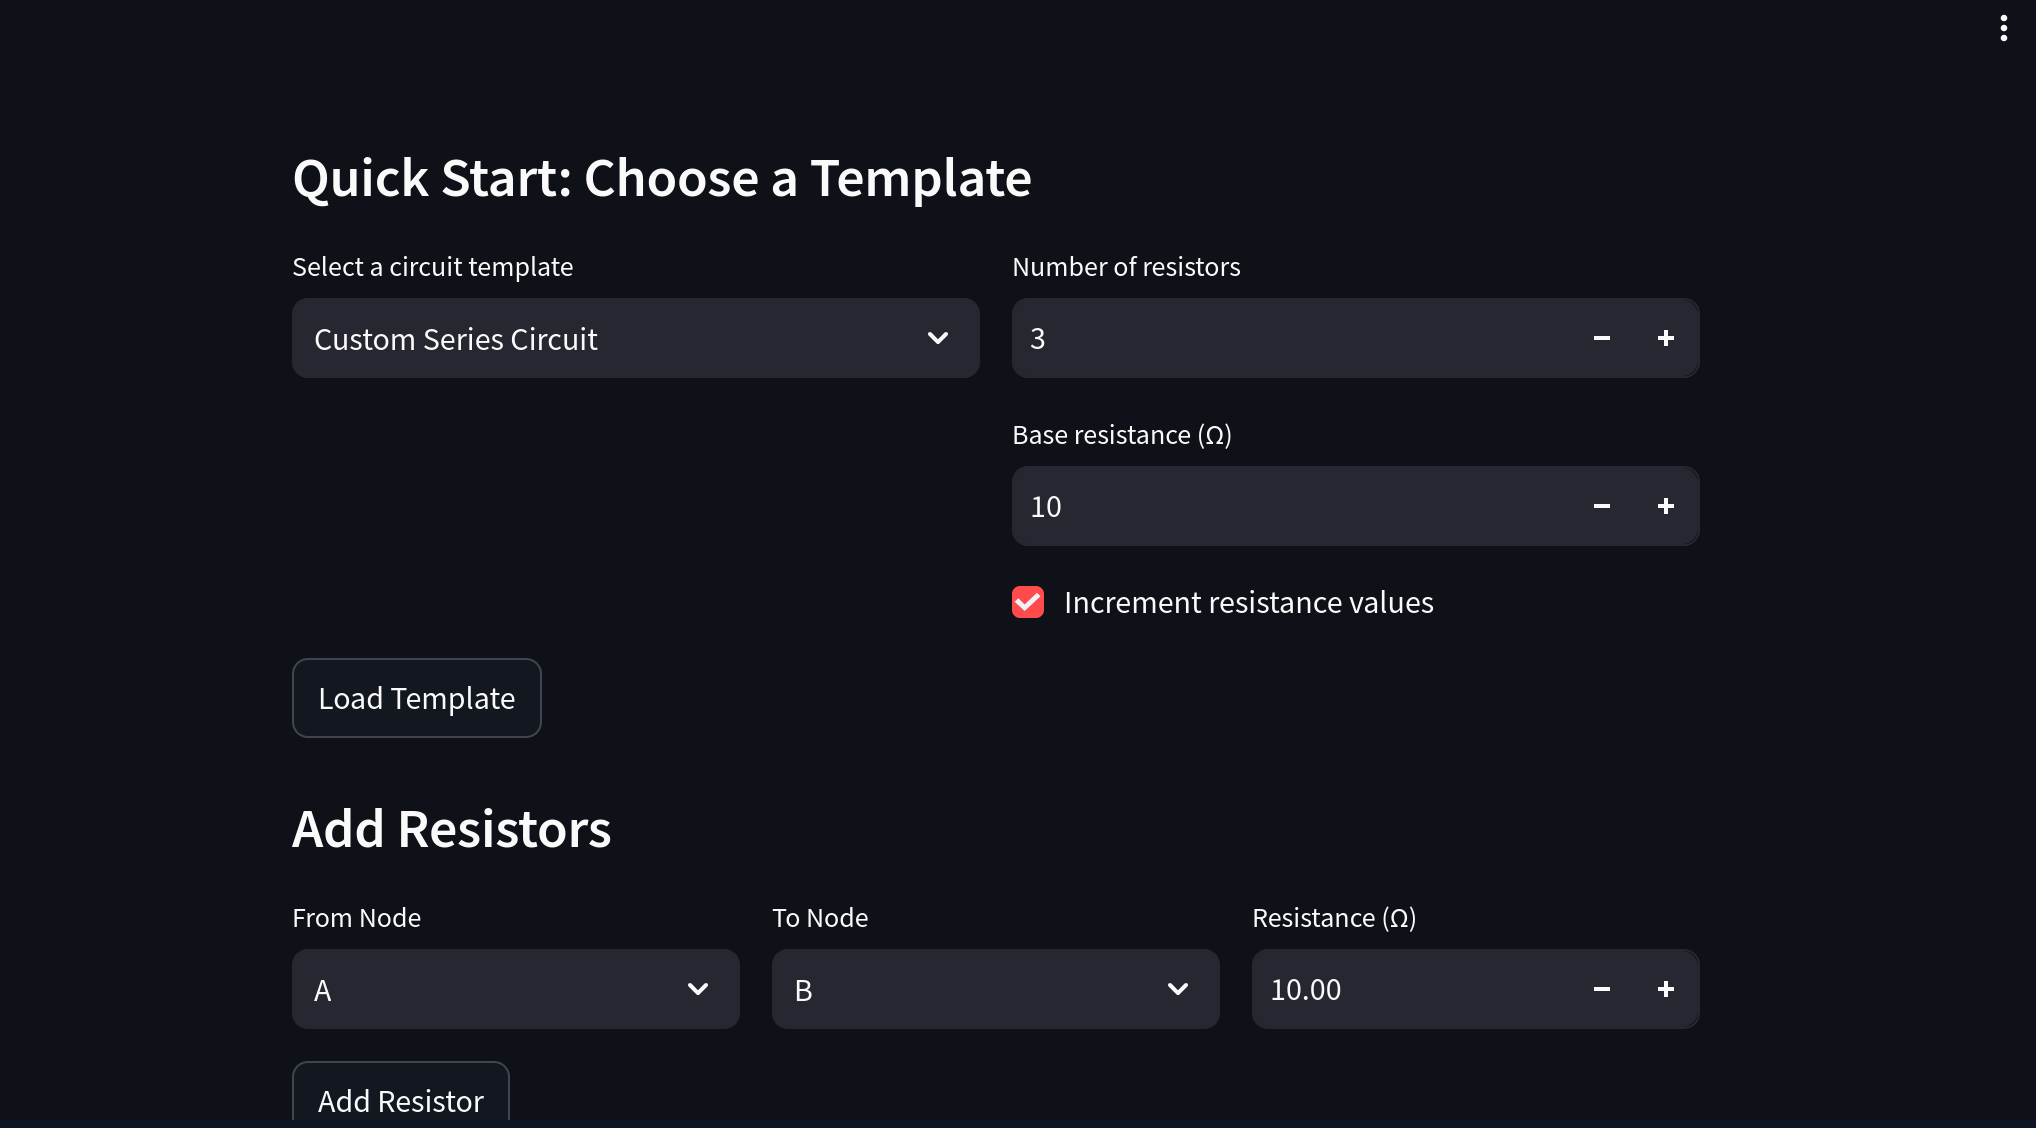 Quick Start: Choose a Template
Select a circuit template
Custom Series Circuit
Number of resistors
3
Base resistance (Ω)
10
Increment resistance values
Load Template
Add Resistors
From Node
To Node
Resistance (Ω)
A
B
10.00
Add Resistor